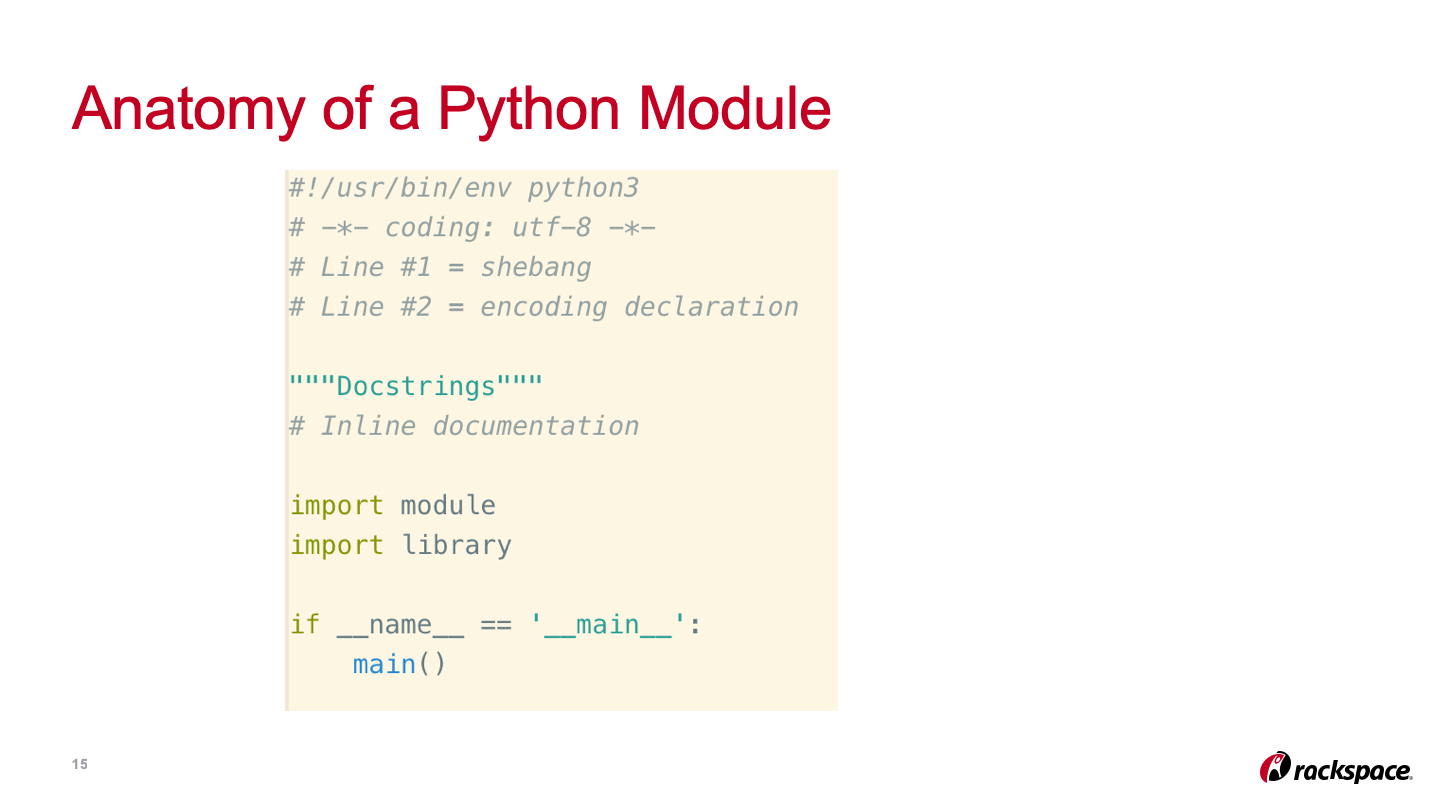 Anatomy of a Python Module
#!/usr/bin/env python3
# -*- coding: utf-8 -*-
# Line #1 = shebang
# Line #2 = encoding declaration
"""Docstrings"""
# Inline documentation
import module
import library
if __name__ == '__main__':
    main()
15
rackspace.